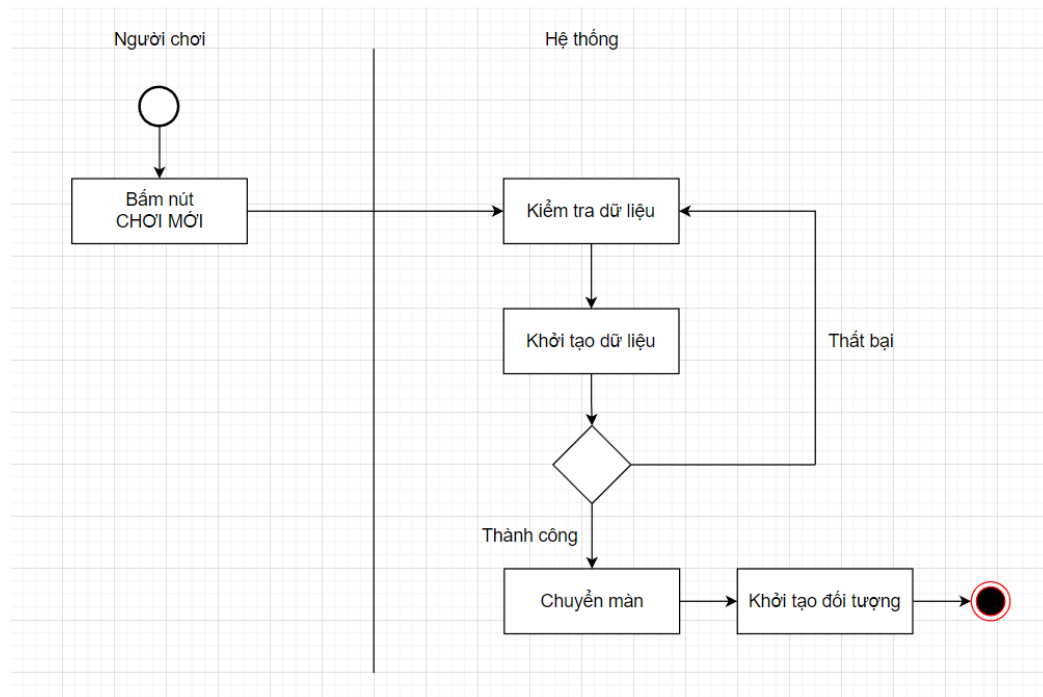 Người chơi
Hệ thống
Bấm nút
CHƠI MỚI
Kiểm tra dữ liệu
Khởi tạo dữ liệu
Thất bại
Thành công
Chuyển màn
Khởi tạo đối tượng